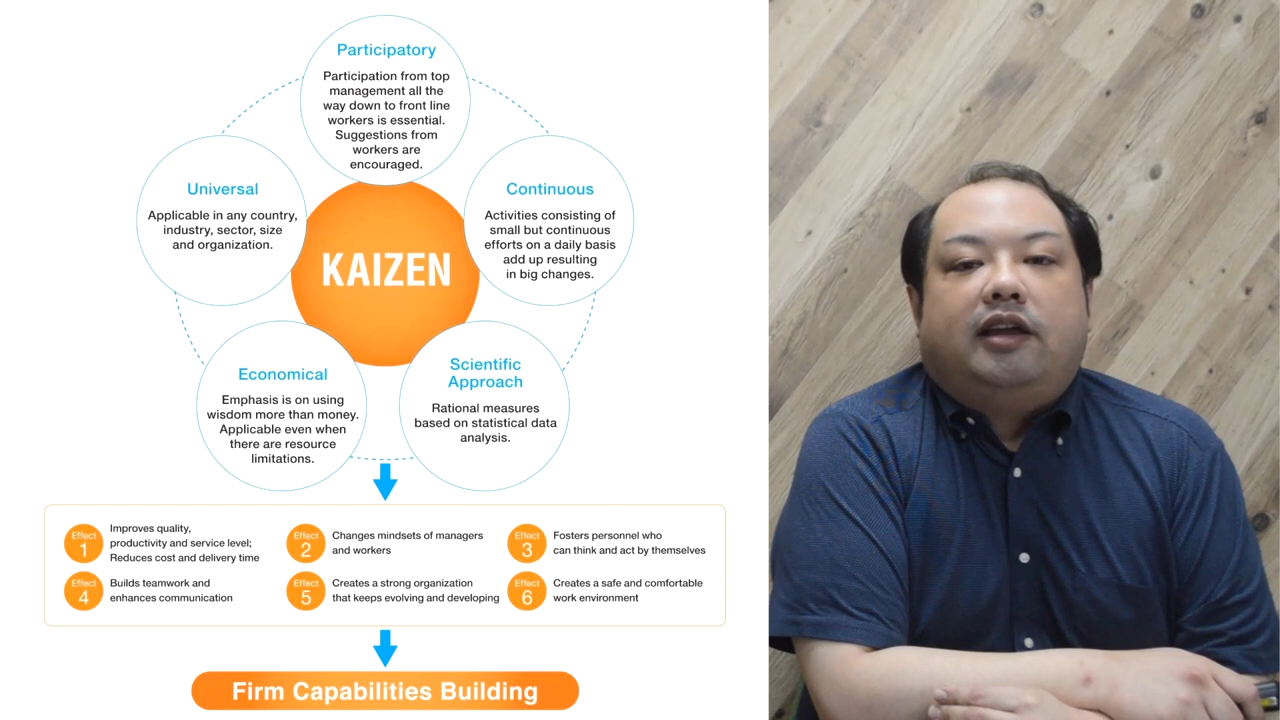 Participatory
Participation from top
management all the
way down to front line
workers is essential.
Suggestions from
workers are
encouraged.
Universal
Applicable in any country,
industry, sector, size
and organization.
Continuous
Activities consisting of
small but continuous
efforts on a daily basis
add up resulting
in big changes.
KAIZEN
Economical
Emphasis is on using
wisdom more than money.
Applicable even when
there are resource
limitations.
Scientific
Approach
Rational measures
based on statistical data
analysis.
Effect
1
Improves quality,
productivity and service level;
Reduces cost and delivery time
Effect
2
Changes mindsets of managers
and workers
Effect
3
Fosters personnel who
can think and act by themselves
Effect
4
Builds teamwork and
enhances communication
Effect
5
Creates a strong organization
that keeps evolving and developing
Effect
6
Creates a safe and comfortable
work environment
Firm Capabilities Building